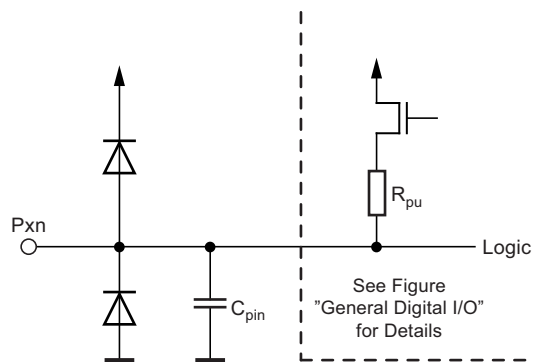 Pxn
R_pu
Logic
C_pin
See Figure
"General Digital I/O"
for Details